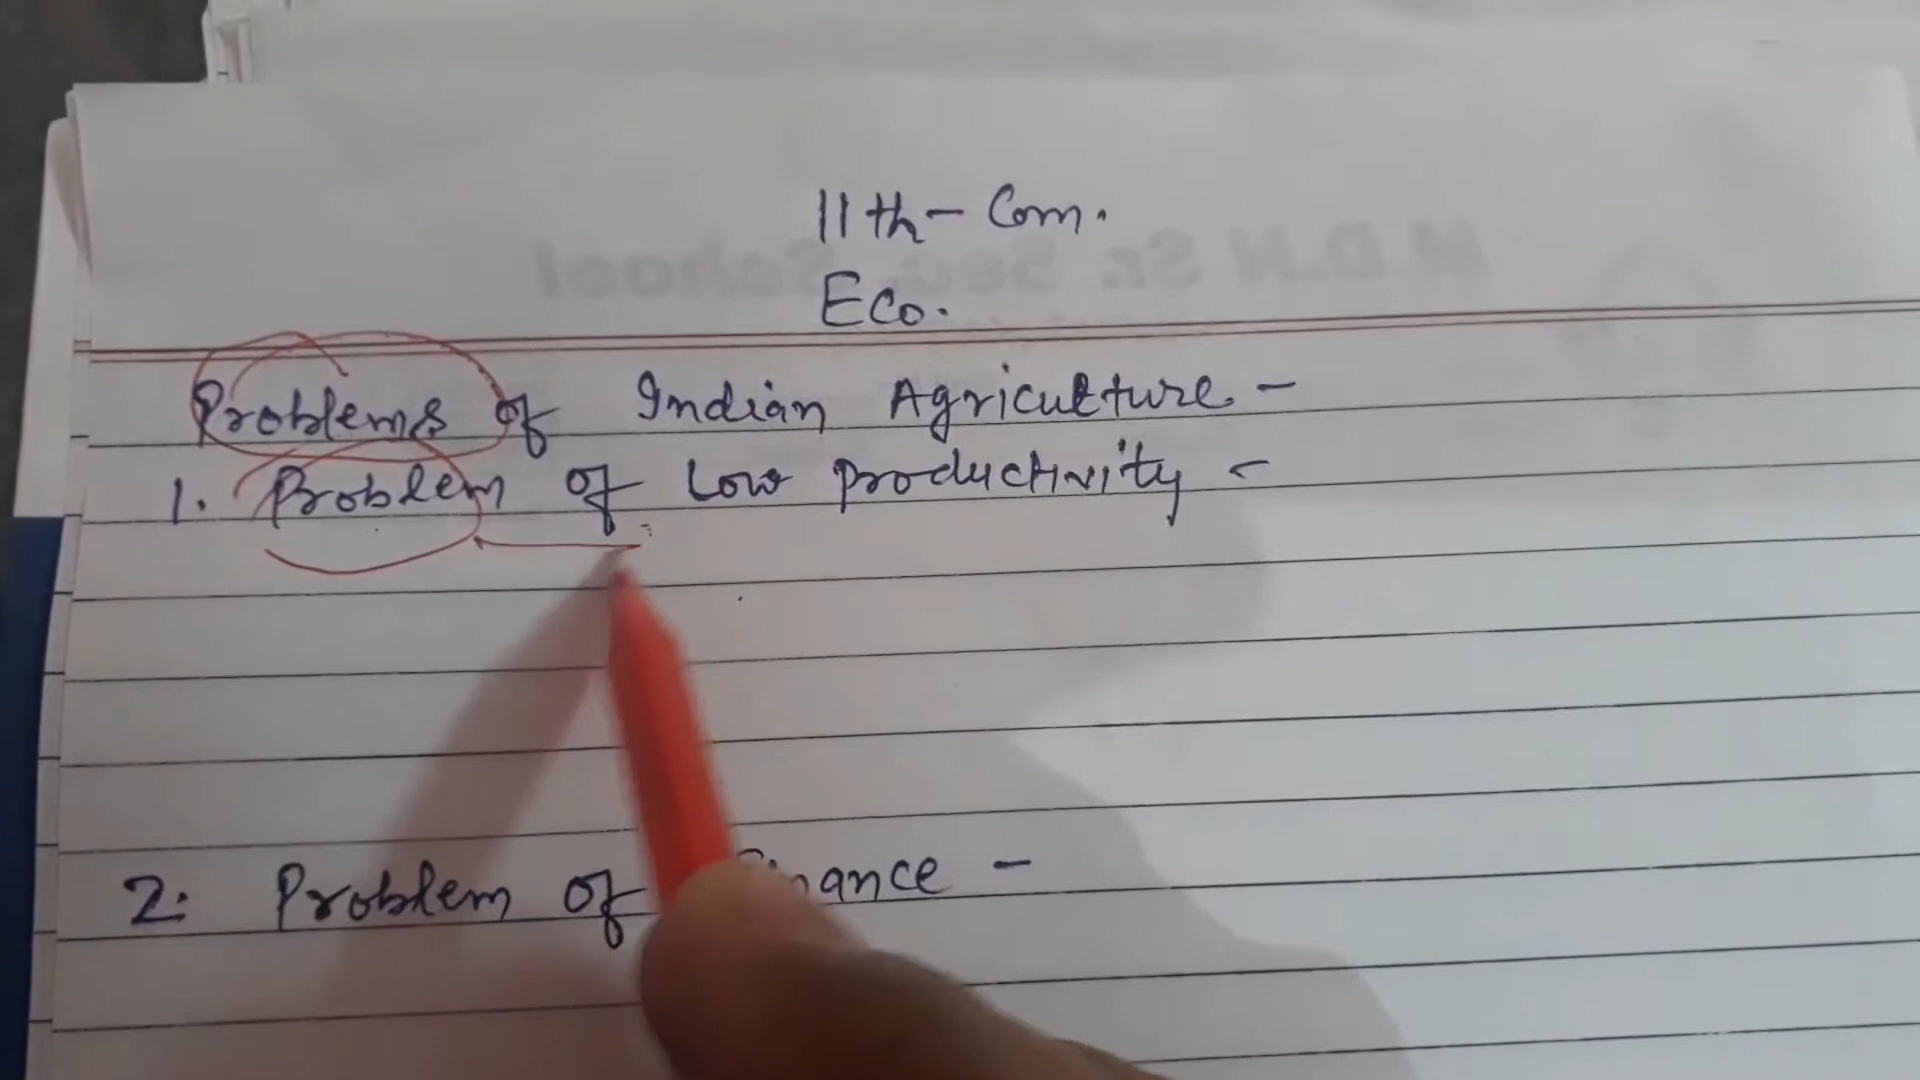 11th - Com.
Eco.
Problems of Indian Agriculture. -
1. Problem of Low Productivity -
2. Problem of -